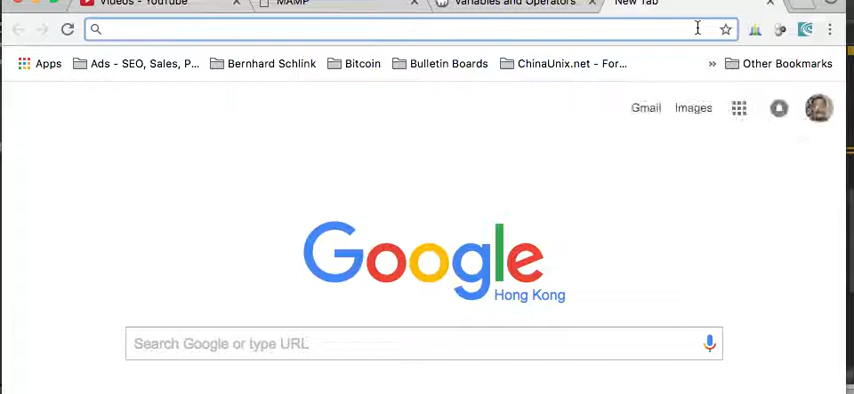 Videos - YouTube MAMP Variables and Operators New Tab
Apps Ads - SEO, Sales, P... Bernhard Schlink Bitcoin Bulletin Boards ChinaUnix.net - For... » Other Bookmarks
Gmail Images
Google
Hong Kong
Search Google or type URL